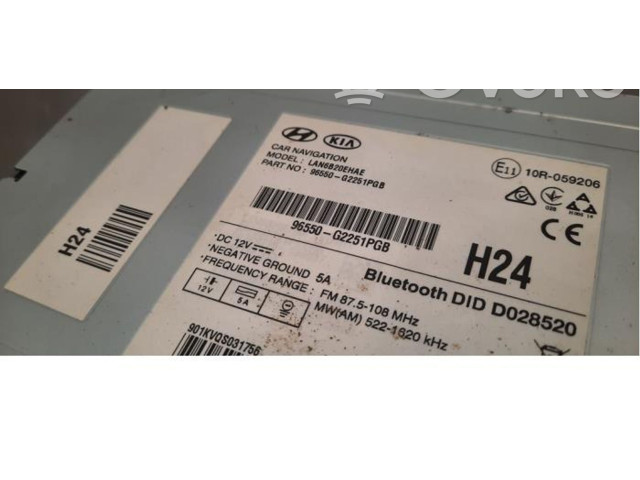 H24
KIA
CAR NAVIGATION
MODEL: LAN6820EHAE
PART NO: 96550-G2251PGB
E11 10R-059206
CE
96550-G2251PGB
H24
DC 12V
NEGATIVE GROUND 5A
FREQUENCY RANGE: FM 87.5-108 MHz
MW(AM) 522-1620 kHz
Bluetooth DID D028520
12V
5A
901KVQS031756